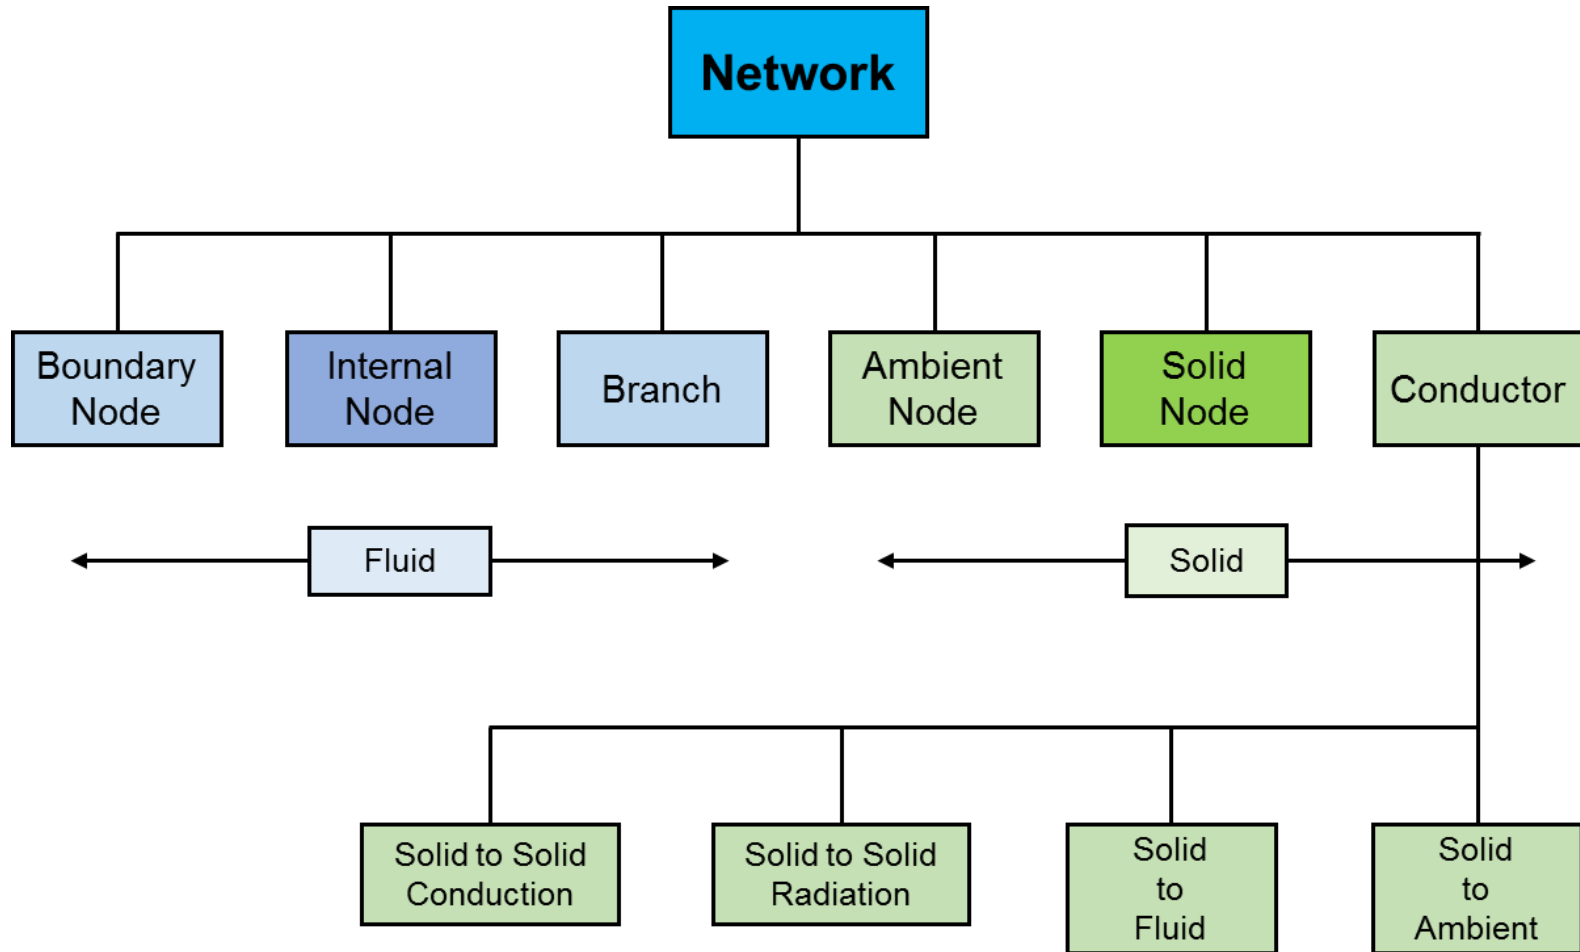 Network
Boundary
Node
Internal
Node
Branch
Ambient
Node
Solid
Node
Conductor
Fluid
Solid
Solid to Solid
Conduction
Solid to Solid
Radiation
Solid
to
Fluid
Solid
to
Ambient